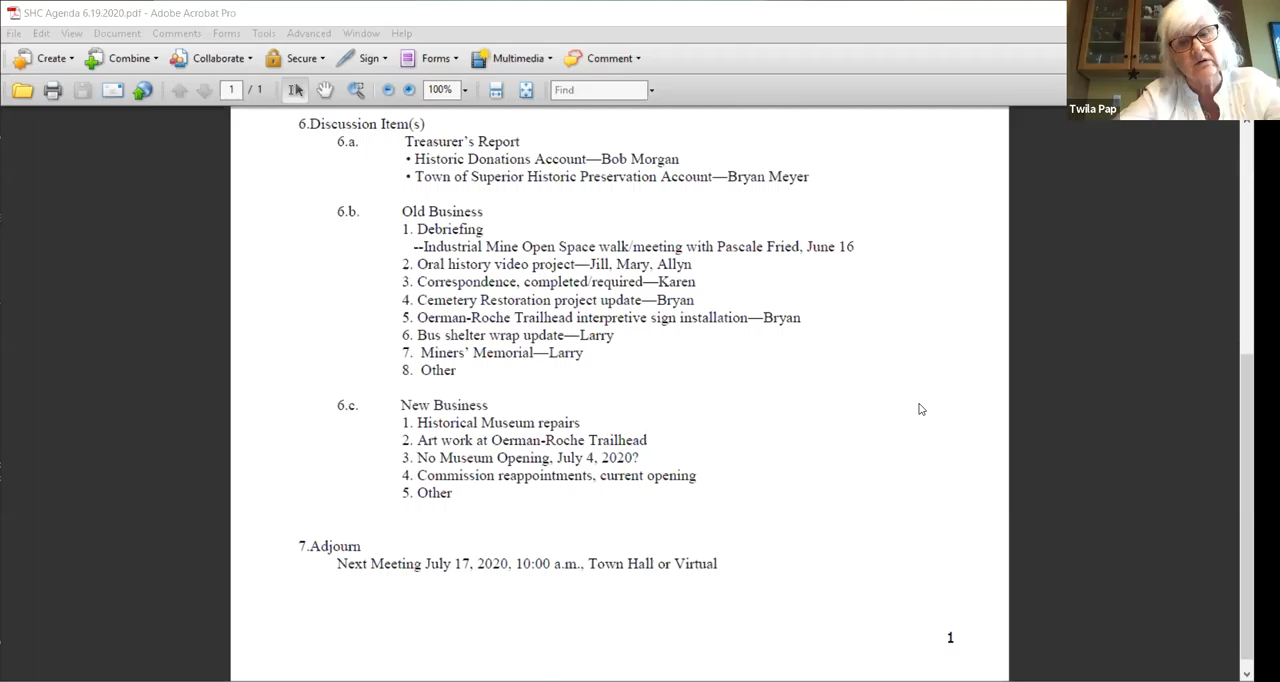 SHC Agenda 6.19.2020.pdf - Adobe Acrobat Pro
File Edit View Document Comments Forms Tools Advanced Window Help
Create Combine Collaborate Secure Sign Forms Multimedia Comment
1 / 1 100% Find
Twila Pap
6.Discussion Item(s)
6.a. Treasurer's Report
• Historic Donations Account—Bob Morgan
• Town of Superior Historic Preservation Account—Bryan Meyer
6.b. Old Business
1. Debriefing
--Industrial Mine Open Space walk/meeting with Pascale Fried, June 16
2. Oral history video project—Jill, Mary, Allyn
3. Correspondence, completed/required—Karen
4. Cemetery Restoration project update—Bryan
5. Oerman-Roche Trailhead interpretive sign installation—Bryan
6. Bus shelter wrap update—Larry
7. Miners' Memorial—Larry
8. Other
6.c. New Business
1. Historical Museum repairs
2. Art work at Oerman-Roche Trailhead
3. No Museum Opening, July 4, 2020?
4. Commission reappointments, current opening
5. Other
7.Adjourn
Next Meeting July 17, 2020, 10:00 a.m., Town Hall or Virtual
1